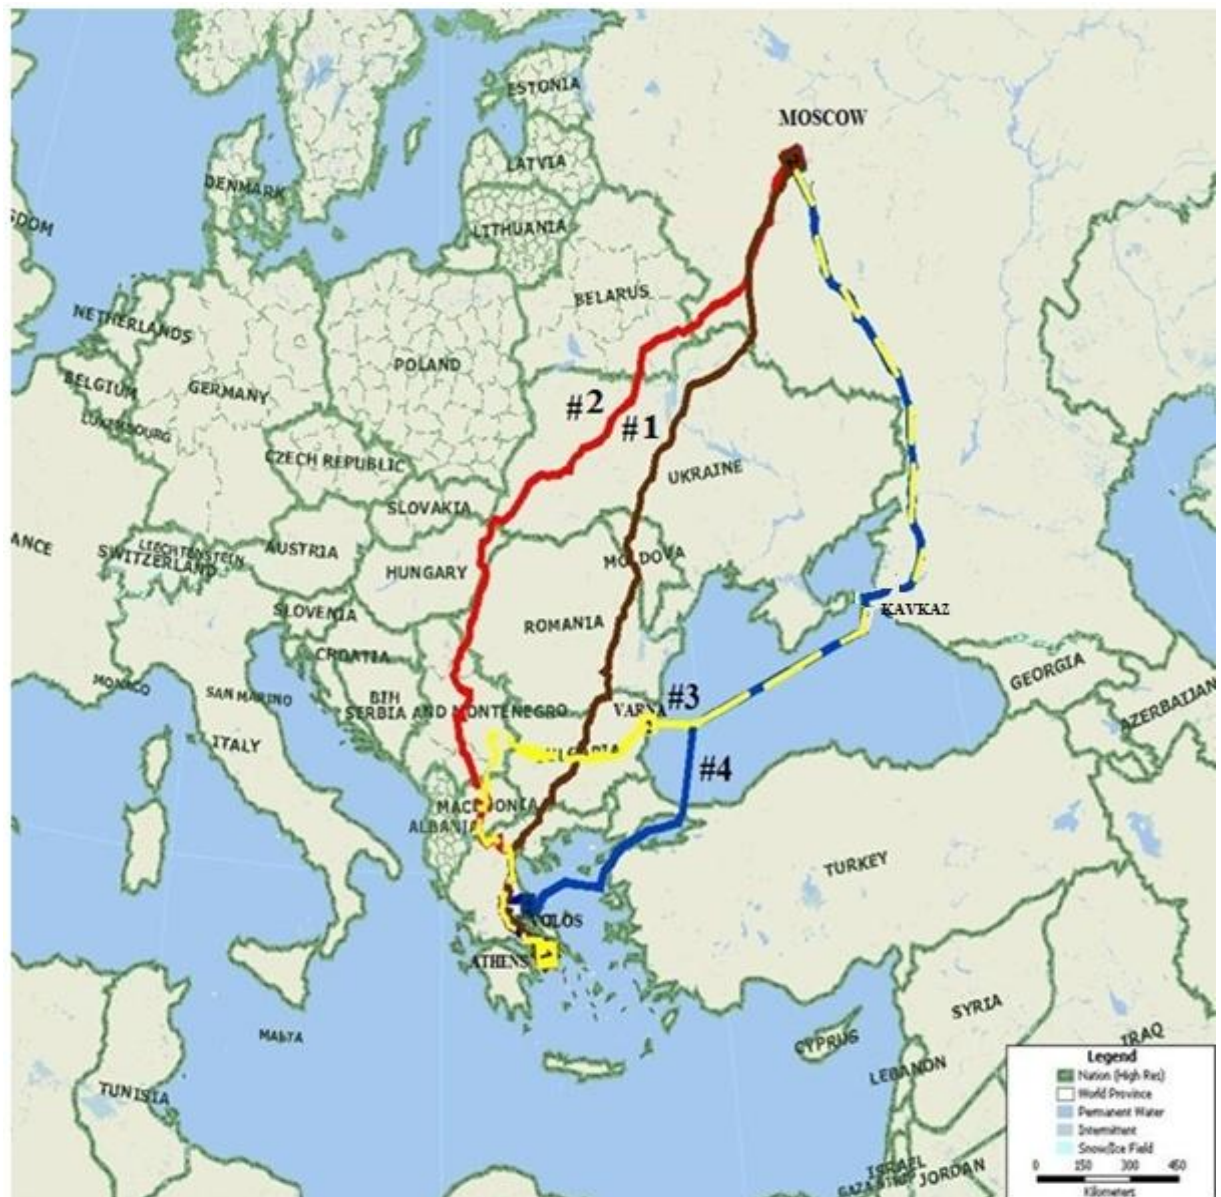 ESTONIA
MOSCOW
LATVIA
DENMARK
LITHUANIA
BELARUS
NETHERLANDS
POLAND
BELGIUM
GERMANY
#2
#1
LUXEMBOURG
CZECH REPUBLIC
UKRAINE
SLOVAKIA
LIECHTENSTEIN
AUSTRIA
SWITZERLAND
HUNGARY
MOLDOVA
SLOVENIA
KAVKAZ
ROMANIA
CROATIA
GEORGIA
MONACO
SAN MARINO
BIH
#3
SERBIA AND MONTENEGRO
VARNA
AZERBAIJAN
ITALY
#4
MACEDONIA
ALBANIA
TURKEY
VOLOS
ATHENS
1
SYRIA
MALTA
CYPRUS
IRAQ
LEBANON
TUNISIA
ISRAEL
JORDAN
Legend
Nation (High Res)
World Province
Permanent Water
Intermittent
Snow/Ice Field
0 150 300 450
Kilometers